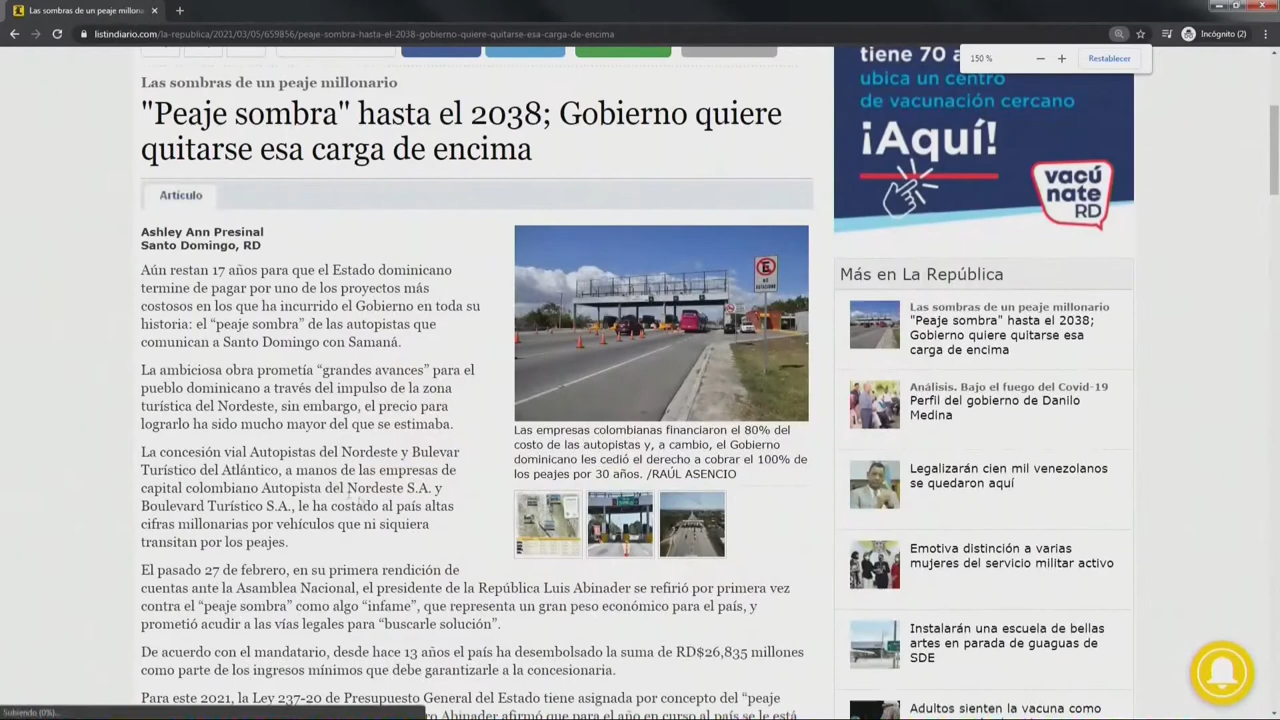 Las sombras de un peaje millona
listindiario.com/la-republica/2021/03/05/659856/peaje-sombra-hasta-el-2038-gobierno-quiere-quitarse-esa-carga-de-encima
Incógnito (2)
150 %
Restablecer
Las sombras de un peaje millonario
"Peaje sombra" hasta el 2038; Gobierno quiere
quitarse esa carga de encima
Artículo
Ashley Ann Presinal
Santo Domingo, RD
Aún restan 17 años para que el Estado dominicano
termine de pagar por uno de los proyectos más
costosos en los que ha incurrido el Gobierno en toda su
historia: el “peaje sombra” de las autopistas que
comunican a Santo Domingo con Samaná.
La ambiciosa obra prometía “grandes avances” para el
pueblo dominicano a través del impulso de la zona
turística del Nordeste, sin embargo, el precio para
lograrlo ha sido mucho mayor del que se estimaba.
La concesión vial Autopistas del Nordeste y Bulevar
Turístico del Atlántico, a manos de las empresas de
capital colombiano Autopista del Nordeste S.A. y
Boulevard Turístico S.A., le ha costado al país altas
cifras millonarias por vehículos que ni siquiera
transitan por los peajes.
El pasado 27 de febrero, en su primera rendición de
cuentas ante la Asamblea Nacional, el presidente de la República Luis Abinader se refirió por primera vez
contra el “peaje sombra” como algo “infame”, que representa un gran peso económico para el país, y
prometió acudir a las vías legales para “buscarle solución”.
De acuerdo con el mandatario, desde hace 13 años el país ha desembolsado la suma de RD$26,835 millones
como parte de los ingresos mínimos que debe garantizarle a la concesionaria.
Para este 2021, la Ley 237-20 de Presupuesto General del Estado tiene asignada por concepto del “peaje
Abinader afirmó que para el año en curso al país se le está
E
Las empresas colombianas financiaron el 80% del
costo de las autopistas y, a cambio, el Gobierno
dominicano les cedió el derecho a cobrar el 100% de
los peajes por 30 años. /RAÚL ASENCIO
tiene 70 a
ubica un centro
de vacunación cercano
¡Aquí!
vacú
nate
RD
Más en La República
Las sombras de un peaje millonario
"Peaje sombra" hasta el 2038;
Gobierno quiere quitarse esa
carga de encima
Análisis. Bajo el fuego del Covid-19
Perfil del gobierno de Danilo
Medina
Legalizarán cien mil venezolanos
se quedaron aquí
Emotiva distinción a varias
mujeres del servicio militar activo
Instalarán una escuela de bellas
artes en parada de guaguas de
SDE
Adultos sienten la vacuna como
Subiendo (0%)...